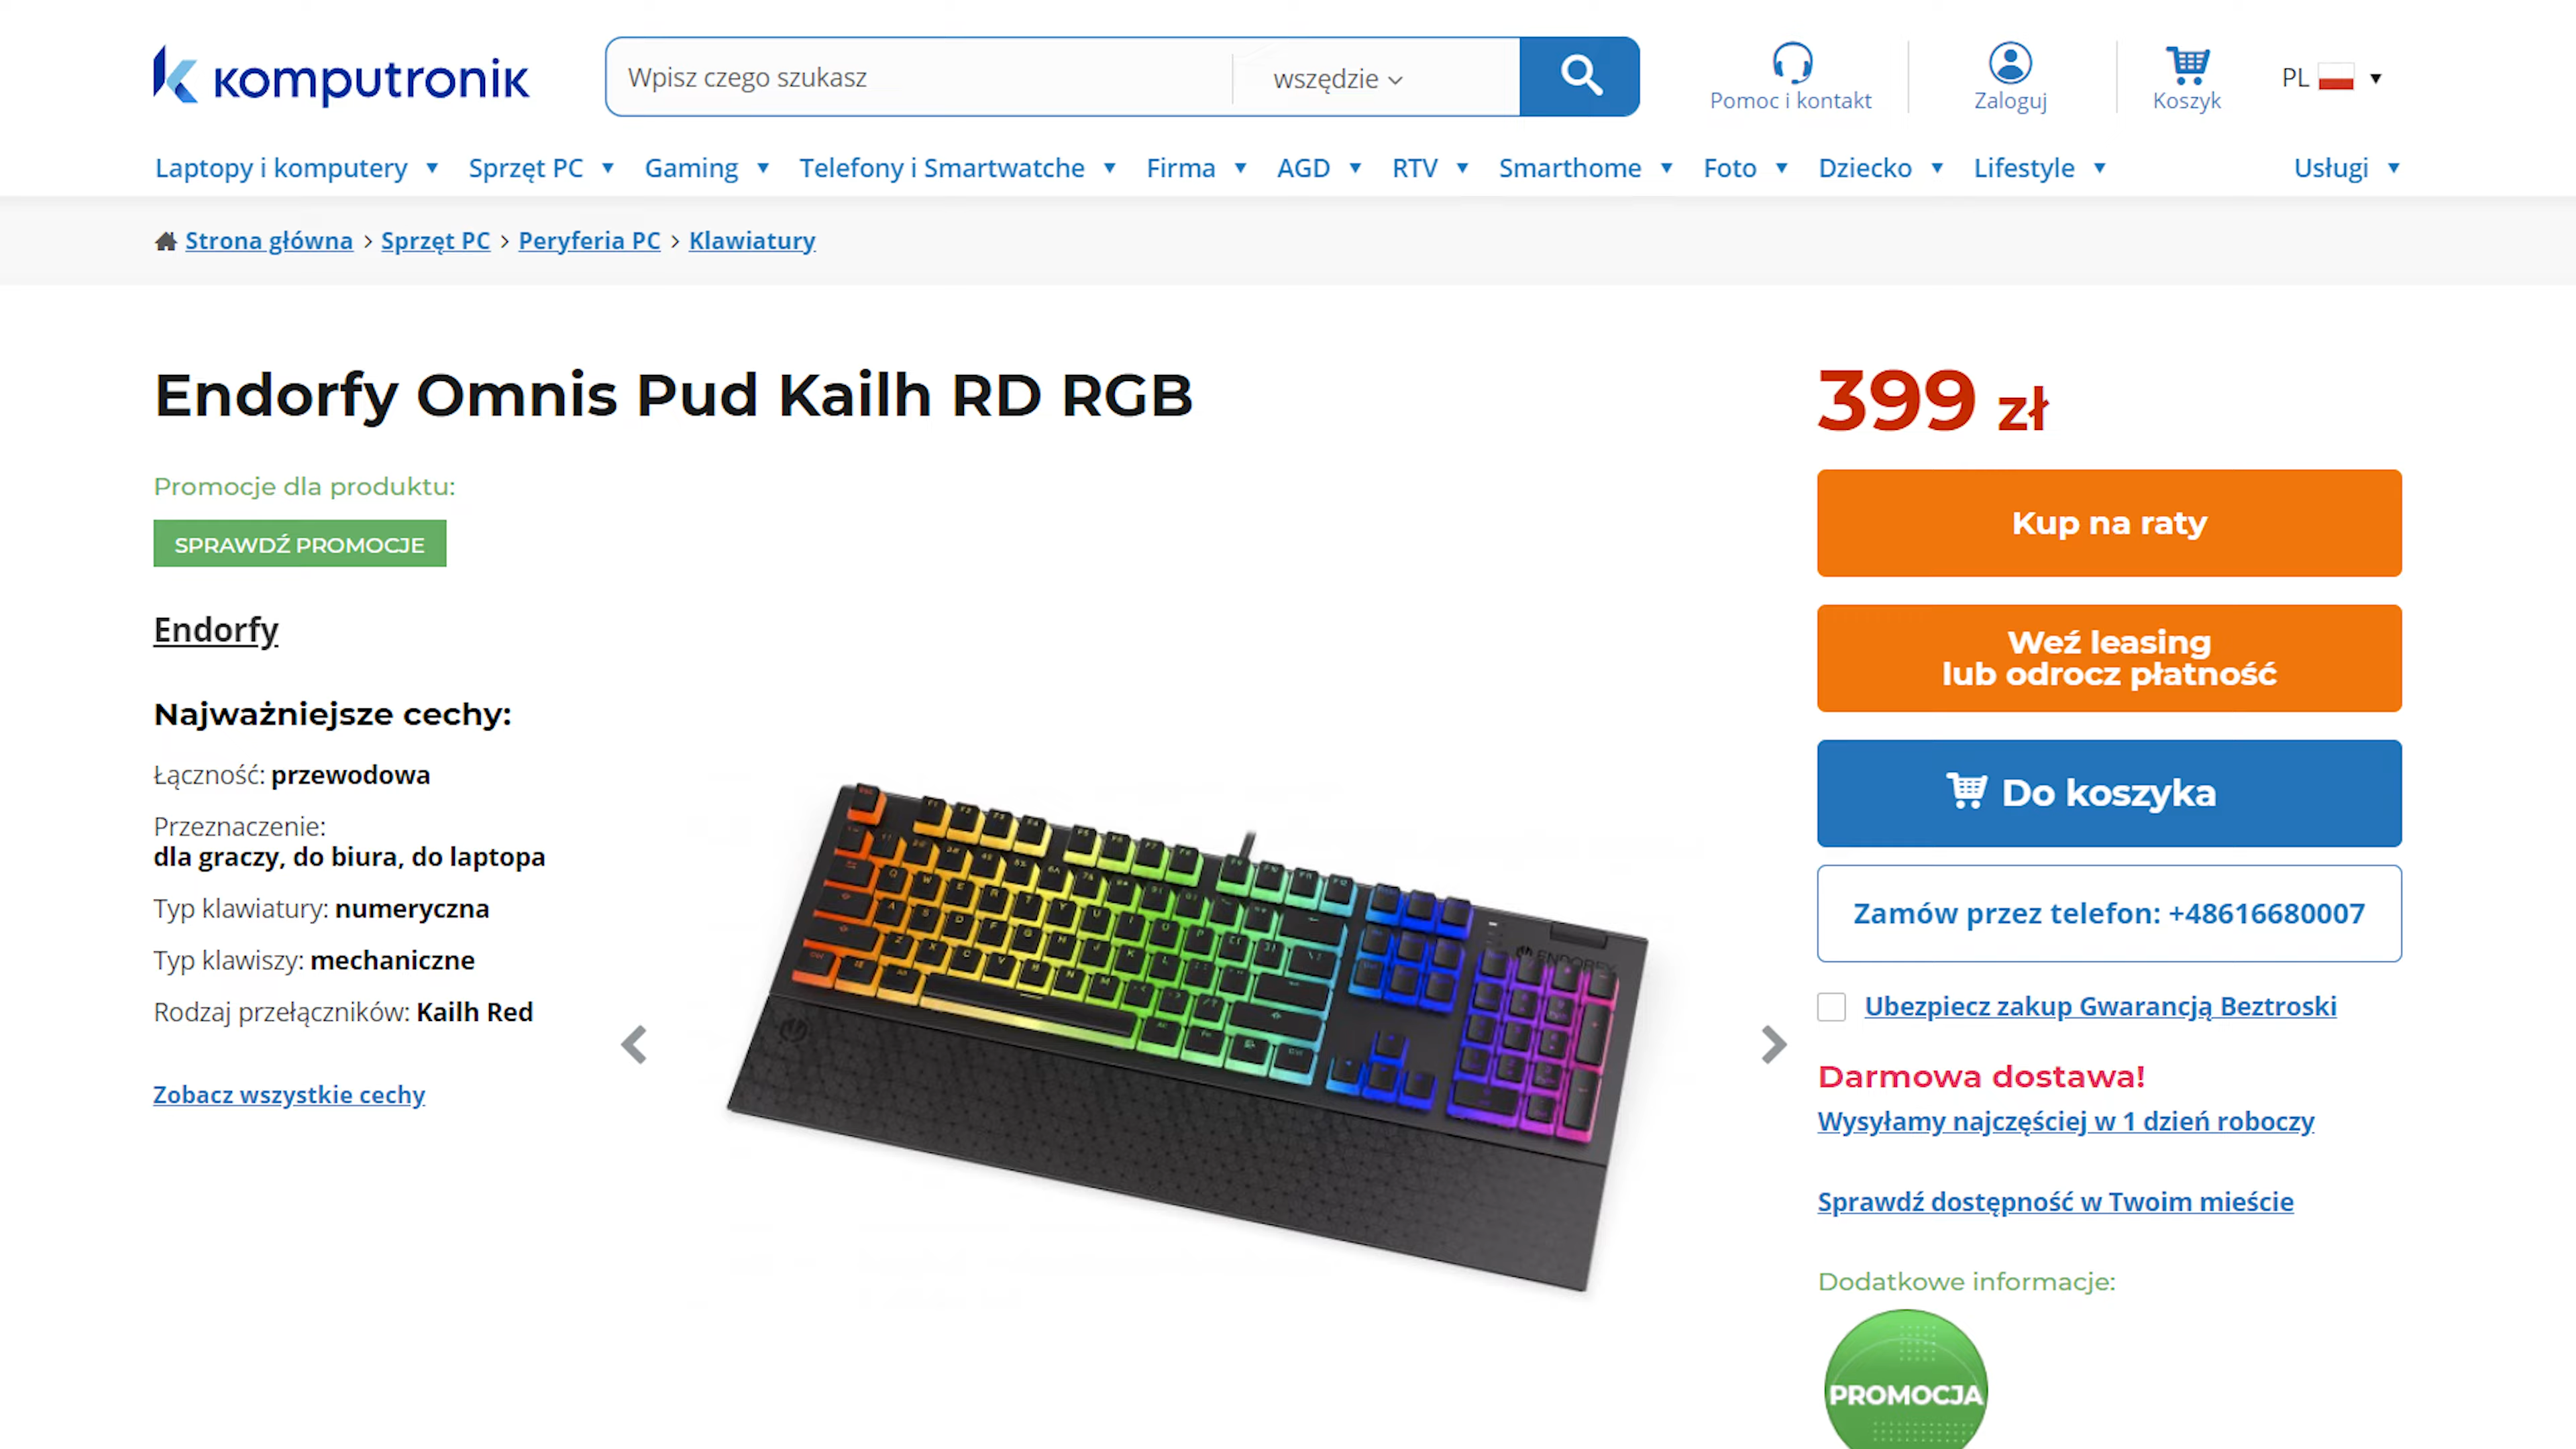 komputronik
Wpisz czego szukasz
wszędzie
Pomoc i kontakt
Zaloguj
Koszyk
PL
Laptopy i komputery
Sprzęt PC
Gaming
Telefony i Smartwatche
Firma
AGD
RTV
Smarthome
Foto
Dziecko
Lifestyle
Usługi
Strona główna > Sprzęt PC > Peryferia PC > Klawiatury
Endorfy Omnis Pud Kailh RD RGB
Promocje dla produktu:
SPRAWDŹ PROMOCJE
Endorfy
Najważniejsze cechy:
Łączność: przewodowa
Przeznaczenie:
dla graczy, do biura, do laptopa
Typ klawiatury: numeryczna
Typ klawiszy: mechaniczne
Rodzaj przełączników: Kailh Red
Zobacz wszystkie cechy
ENDORFY
399 zł
Kup na raty
Weź leasing
lub odrocz płatność
Do koszyka
Zamów przez telefon: +48616680007
Ubezpiecz zakup Gwarancją Beztroski
Darmowa dostawa!
Wysyłamy najczęściej w 1 dzień roboczy
Sprawdź dostępność w Twoim mieście
Dodatkowe informacje:
PROMOCJA